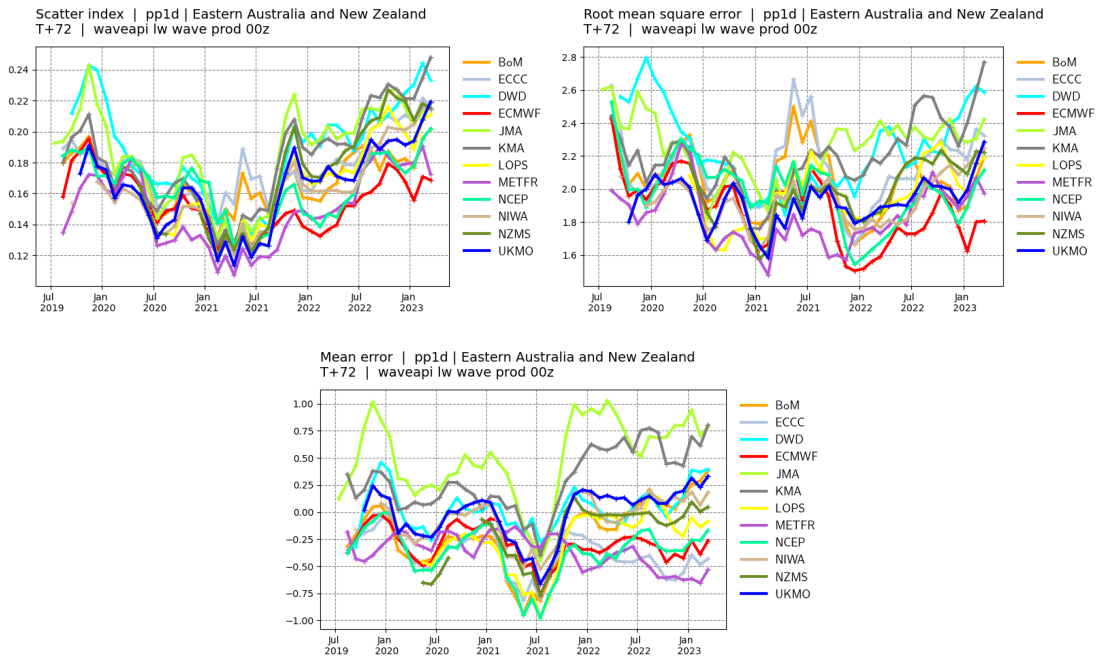 Scatter index | pp1d | Eastern Australia and New Zealand
T+72 | waveapi lw wave prod 00z
0.24
0.22
0.20
0.18
0.16
0.14
0.12
Jul 2019
Jan 2020
Jul 2020
Jan 2021
Jul 2021
Jan 2022
Jul 2022
Jan 2023
BoM
ECCC
DWD
ECMWF
JMA
KMA
LOPS
METFR
NCEP
NIWA
NZMS
UKMO
Root mean square error | pp1d | Eastern Australia and New Zealand
T+72 | waveapi lw wave prod 00z
2.8
2.6
2.4
2.2
2.0
1.8
1.6
Jul 2019
Jan 2020
Jul 2020
Jan 2021
Jul 2021
Jan 2022
Jul 2022
Jan 2023
BoM
ECCC
DWD
ECMWF
JMA
KMA
LOPS
METFR
NCEP
NIWA
NZMS
UKMO
Mean error | pp1d | Eastern Australia and New Zealand
T+72 | waveapi lw wave prod 00z
1.00
0.75
0.50
0.25
0.00
−0.25
−0.50
−0.75
−1.00
Jul 2019
Jan 2020
Jul 2020
Jan 2021
Jul 2021
Jan 2022
Jul 2022
Jan 2023
BoM
ECCC
DWD
ECMWF
JMA
KMA
LOPS
METFR
NCEP
NIWA
NZMS
UKMO